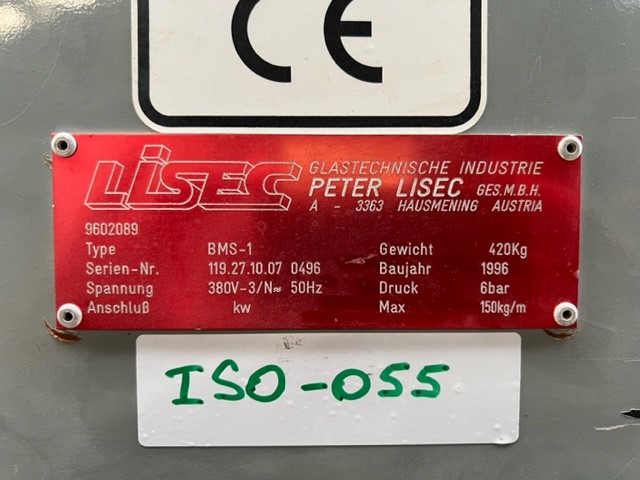 CE
LiSEC
GLASTECHNISCHE INDUSTRIE
PETER LISEC GES.M.B.H.
A - 3363 HAUSMENING AUSTRIA
9602089
Type BMS-1 Gewicht 420Kg
Serien-Nr. 119.27.10.07 0496 Baujahr 1996
Spannung 380V-3/N≂ 50Hz Druck 6bar
Anschluß kw Max 150kg/m
ISO-055